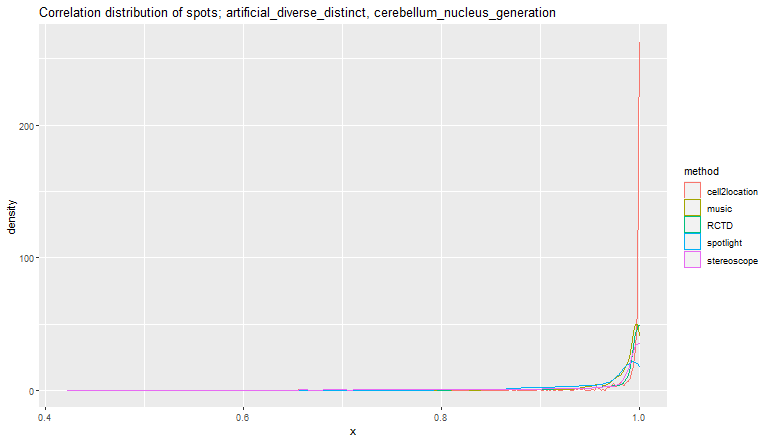 Correlation distribution of spots; artificial_diverse_distinct, cerebellum_nucleus_generation
density
200
100
0
0.4
0.6
0.8
1.0
x
method
cell2location
music
RCTD
spotlight
stereoscope